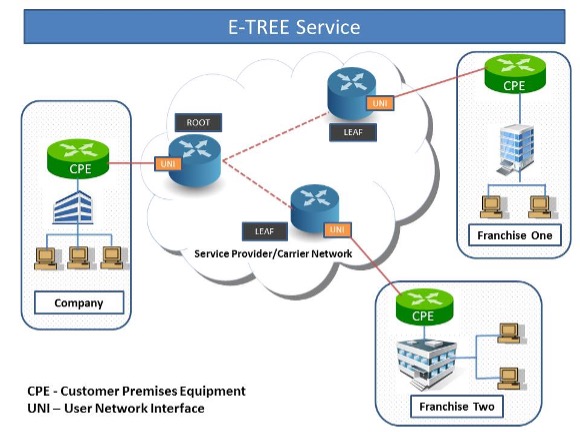 E-TREE Service
CPE
UNI
ROOT
LEAF
UNI
CPE
Franchise One
Company
LEAF
UNI
Service Provider/Carrier Network
CPE
Franchise Two
CPE - Customer Premises Equipment
UNI – User Network Interface